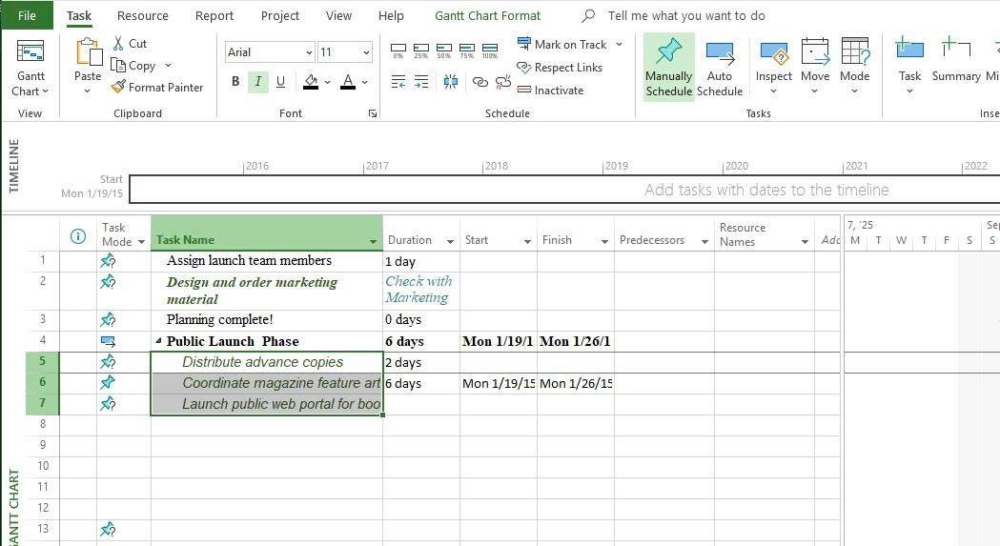 File Task Resource Report Project View Help Gantt Chart Format Tell me what you want to do
Gantt Chart
Paste
Cut
Copy
Format Painter
Arial 11
B I U A
0% 25% 50% 75% 100%
Mark on Track
Respect Links
Inactivate
Manually Schedule
Auto Schedule
Inspect
Move
Mode
Task
Summary
View Clipboard Font Schedule Tasks
TIMELINE
2016 2017 2018 2019 2020 2021 2022
Start
Mon 1/19/15
Add tasks with dates to the timeline
Task Mode Task Name Duration Start Finish Predecessors Resource Names
7, '25
M T W T F S S
1 Assign launch team members 1 day
2 Design and order marketing material Check with Marketing
3 Planning complete! 0 days
4 Public Launch Phase 6 days Mon 1/19/1 Mon 1/26/1
5 Distribute advance copies 2 days
6 Coordinate magazine feature art 6 days Mon 1/19/15 Mon 1/26/15
7 Launch public web portal for boo
8
9
10
11
12
13
GANTT CHART